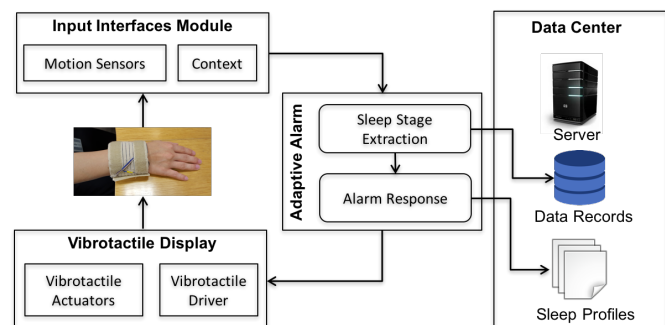 Input Interfaces Module
Motion Sensors
Context
Adaptive Alarm
Sleep Stage
Extraction
Alarm Response
Vibrotactile Display
Vibrotactile
Actuators
Vibrotactile
Driver
Data Center
Server
Data Records
Sleep Profiles